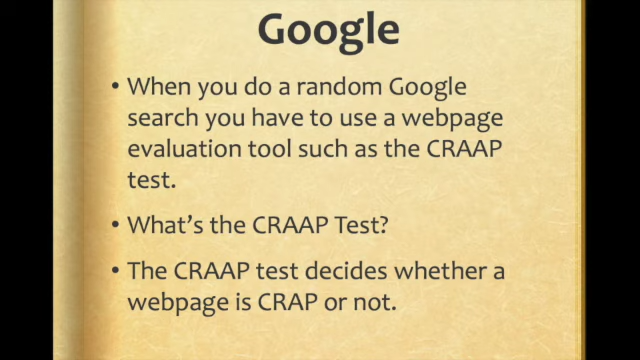 Google
• When you do a random Google
search you have to use a webpage
evaluation tool such as the CRAAP
test.
• What's the CRAAP Test?
• The CRAAP test decides whether a
webpage is CRAP or not.